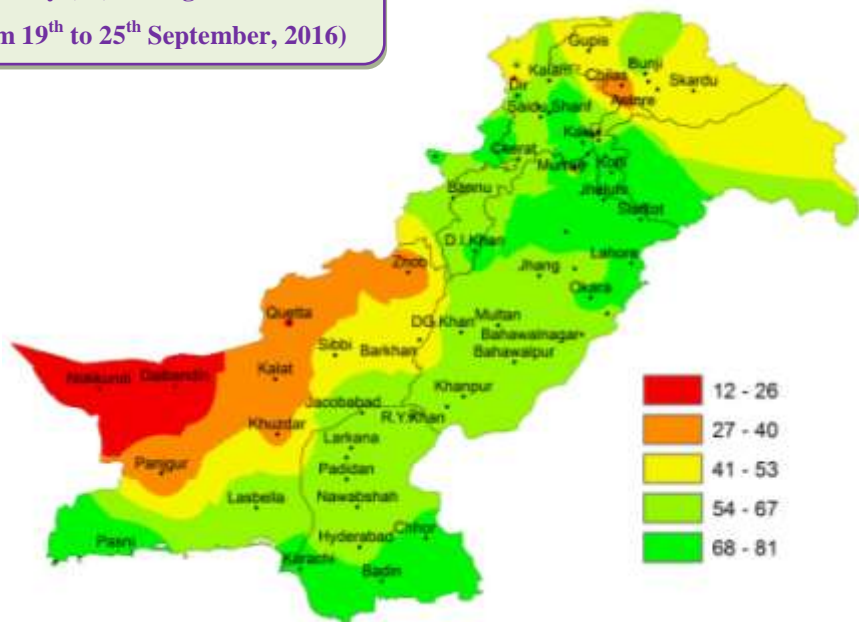 19th to 25th September, 2016)
Gupis
Bunji
Kalam
Chilas
Skardu
Dir
Astore
Saidu Sharif
Kakul
Cherat
Murree
Kotli
Bannu
Jhelum
Sialkot
D.I.Khan
Lahore
Zhob
Jhang
Okara
Quetta
DG.Khan
Multan
Sibbi
Bahawalnagar
Barkhan
Bahawalpur
Nokkundi
Dalbandin
Kalat
Khanpur
12 - 26
Jacobabad
R.Y.Khan
27 - 40
Khuzdar
Larkana
41 - 53
Panjgur
Padidan
Lasbella
Nawabshah
54 - 67
Pasni
Hyderabad
Chhor
68 - 81
Karachi
Badin